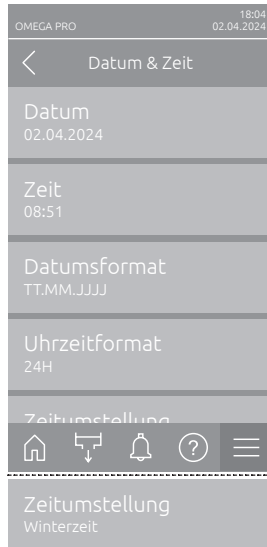 18:04
OMEGA PRO 02.04.2024
Datum & Zeit
Datum
02.04.2024
Zeit
08:51
Datumsformat
TT.MM.JJJJ
Uhrzeitformat
24H
Zeitumstellung
?
Zeitumstellung
Winterzeit